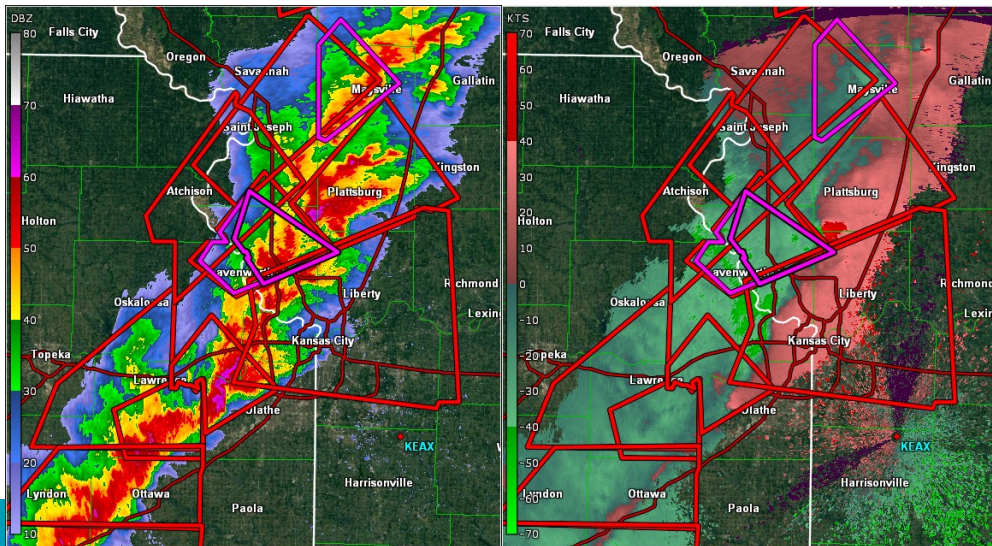 DBZ
80
70
60
50
40
30
20
10
Falls City
Oregon
Savannah
Gallatin
Hiawatha
Maysville
Saint Joseph
Kingston
Atchison
Plattsburg
Holton
Richmond
Oskaloosa
Liberty
Kansas City
Topeka
Olathe
KEAX
Harrisonville
Lyndon
Ottawa
Paola
KTS
70
60
50
40
30
20
10
0
-10
-20
-30
-40
-50
-60
-70
Falls City
Oregon
Savannah
Gallatin
Hiawatha
Maysville
Saint Joseph
Kingston
Atchison
Plattsburg
Holton
Richmond
Oskaloosa
Liberty
Kansas City
Topeka
Olathe
KEAX
Harrisonville
Lyndon
Ottawa
Paola